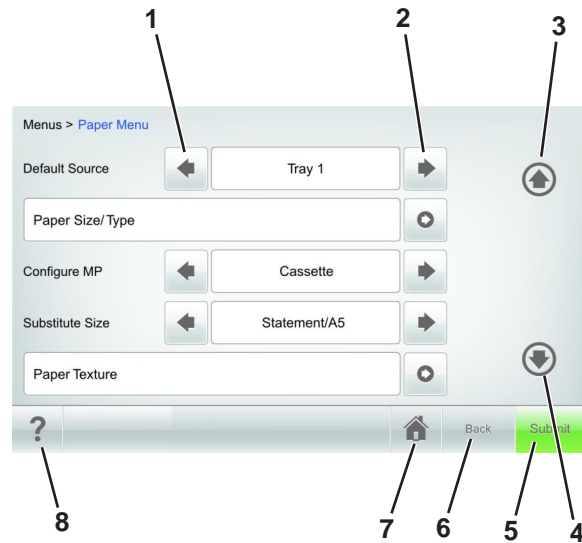 1 2 3
Menus > Paper Menu
Default Source Tray 1
Paper Size/Type
Configure MP Cassette
Substitute Size Statement/A5
Paper Texture
? Back Submit
8 7 6 5 4